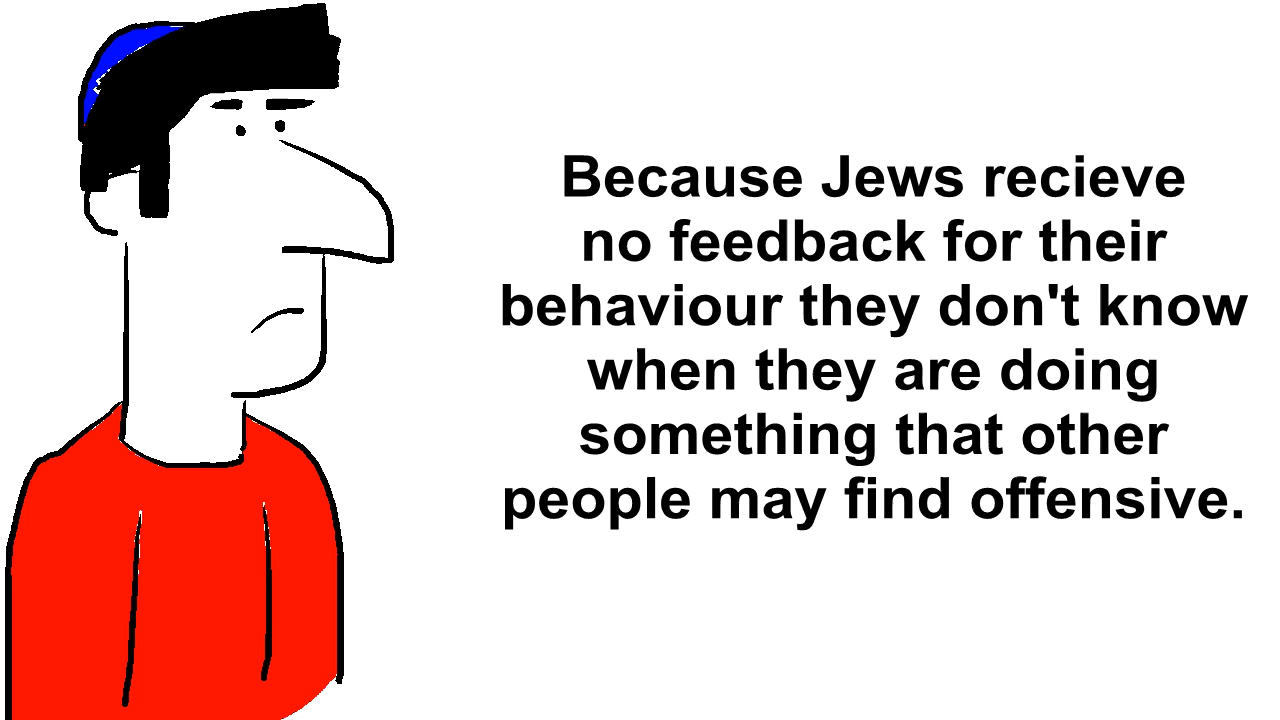 Because Jews recieve
no feedback for their
behaviour they don't know
when they are doing
something that other
people may find offensive.